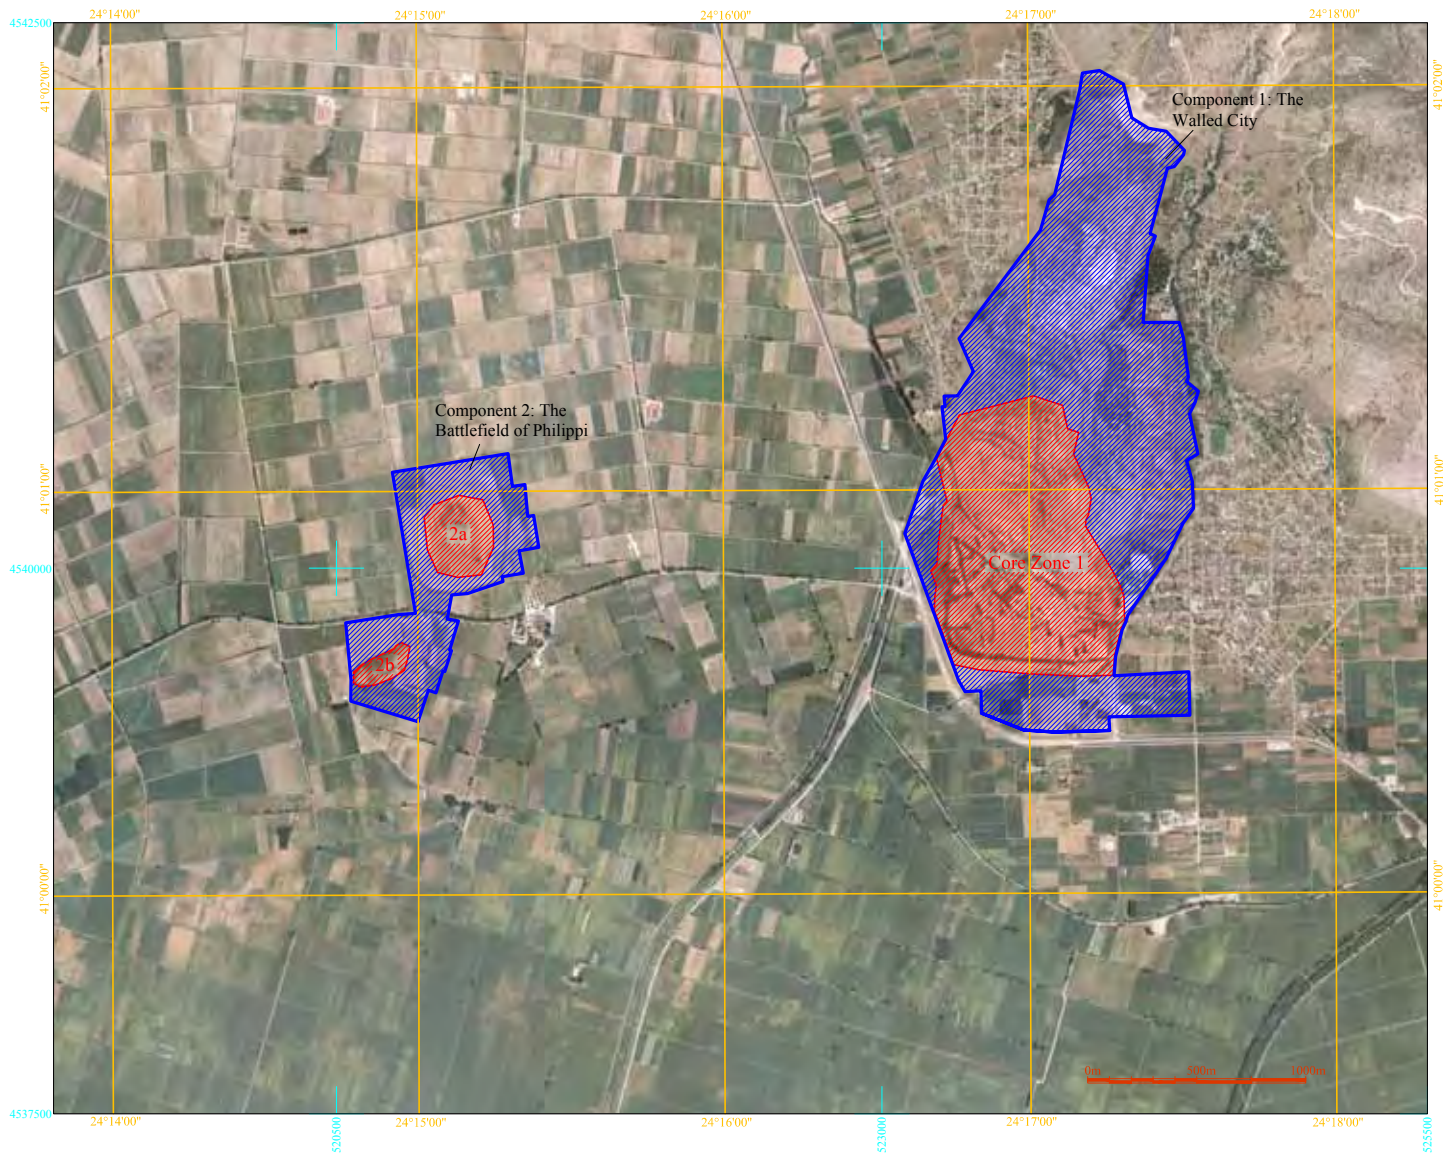 24°14'00"
24°15'00"
24°16'00"
24°17'00"
24°18'00"
4542500
41°02'00"
41°02'00"
Component 1: The
Walled City
Component 2: The
Battlefield of Philippi
41°01'00"
41°01'00"
2a
Core Zone 1
4540000
2b
41°00'00"
41°00'00"
0m
500m
1000m
4537500
24°14'00"
24°15'00"
24°16'00"
24°17'00"
24°18'00"
520500
523000
525500